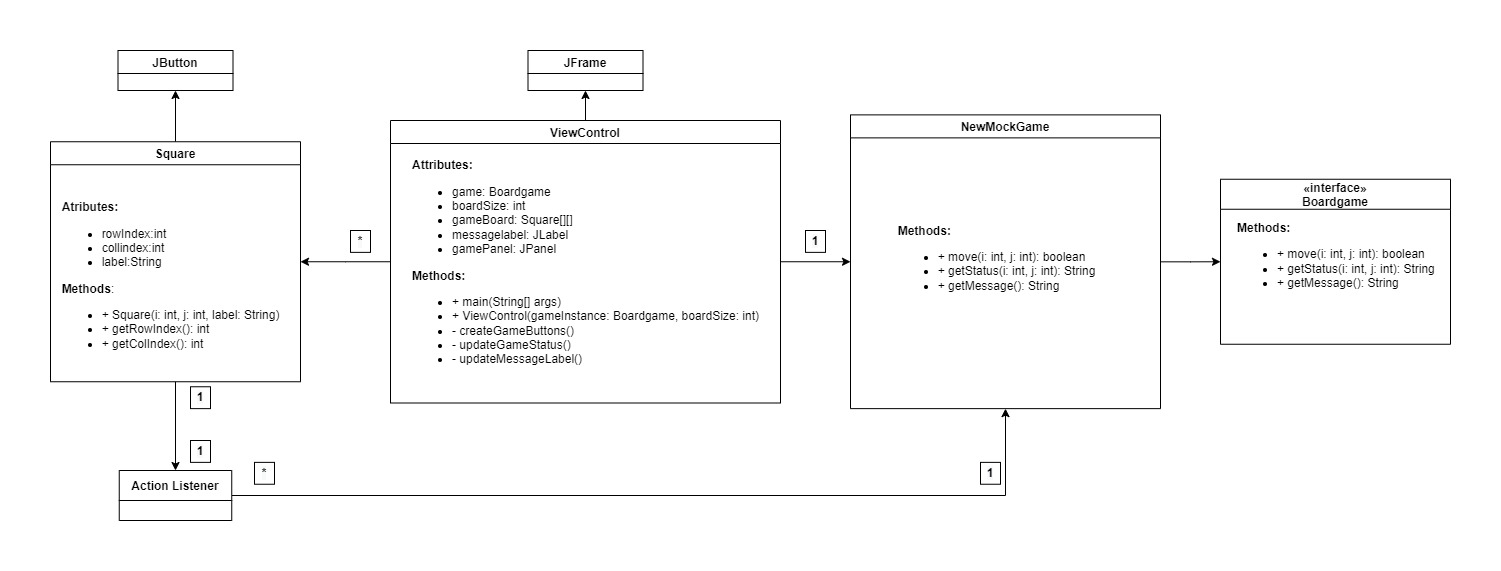 JButton
JFrame
Square
Atributes:
rowIndex:int
collindex:int
label:String
Methods:
+ Square(i: int, j: int, label: String)
+ getRowIndex(): int
+ getColIndex(): int
*
ViewControl
Attributes:
game: Boardgame
boardSize: int
gameBoard: Square[][]
messagelabel: JLabel
gamePanel: JPanel
Methods:
+ main(String[] args)
+ ViewControl(gameInstance: Boardgame, boardSize: int)
- createGameButtons()
- updateGameStatus()
- updateMessageLabel()
1
NewMockGame
Methods:
+ move(i: int, j: int): boolean
+ getStatus(i: int, j: int): String
+ getMessage(): String
«interface»
Boardgame
Methods:
+ move(i: int, j: int): boolean
+ getStatus(i: int, j: int): String
+ getMessage(): String
1
1
Action Listener
*
1